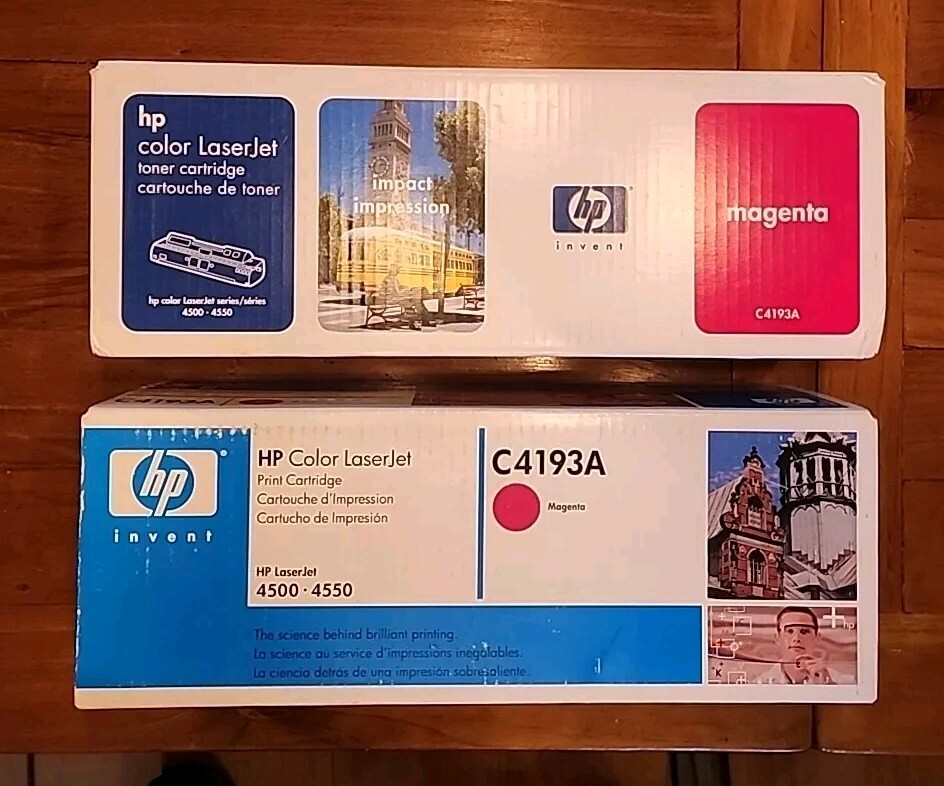 hp
color LaserJet
toner cartridge
cartouche de toner
hp color LaserJet series/séries
4500 · 4550
impact
impression
hp
invent
magenta
C4193A
C4193A
hp
invent
HP Color LaserJet
Print Cartridge
Cartouche d'Impression
Cartucho de Impresión
HP LaserJet
4500 · 4550
C4193A
Magenta
The science behind brilliant printing.
La science au service d'impressions inégalables.
La ciencia detrás de una impresión sobresaliente.
+hp